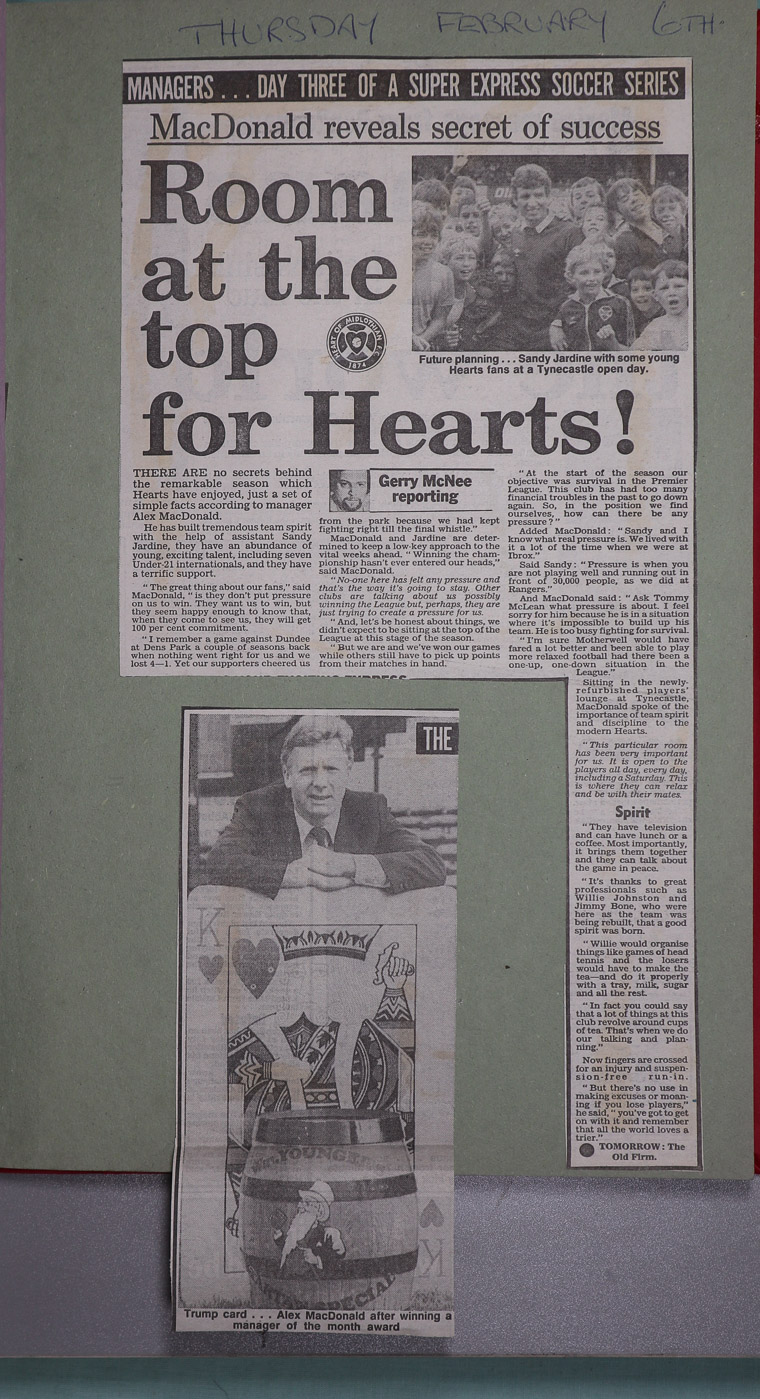 THURSDAY FEBRUARY 6TH.
MANAGERS . . . DAY THREE OF A SUPER EXPRESS SOCCER SERIES
MacDonald reveals secret of success
Room
at the
top
for Hearts!
HEART OF MIDLOTHIAN F.C.
1874
Future planning . . . Sandy Jardine with some young
Hearts fans at a Tynecastle open day.
THERE ARE no secrets behind
the remarkable season which
Hearts have enjoyed, just a set of
simple facts according to manager
Alex MacDonald.
He has built tremendous team spirit
with the help of assistant Sandy
Jardine, they have an abundance of
young, exciting talent, including seven
Under-21 internationals, and they have
a terrific support.
“The great thing about our fans,” said
MacDonald, “ is they don't put pressure
on us to win. They want us to win, but
they seem happy enough to know that,
when they come to see us, they will get
100 per cent commitment.
“I remember a game against Dundee
at Dens Park a couple of seasons back
when nothing went right for us and we
lost 4—1. Yet our supporters cheered us
Gerry McNee
reporting
from the park because we had kept
fighting right till the final whistle.”
MacDonald and Jardine are deter-
mined to keep a low-key approach to the
vital weeks ahead. “ Winning the cham-
pionship hasn't ever entered our heads,”
said MacDonald.
“No-one here has felt any pressure and
that's the way it's going to stay. Other
clubs are talking about us possibly
winning the League but, perhaps, they are
just trying to create a pressure for us.
“And, let's be honest about things, we
didn't expect to be sitting at the top of the
League at this stage of the season.
“But we are and we've won our games
while others still have to pick up points
from their matches in hand.
“At the start of the season our
objective was survival in the Premier
League. This club has had too many
financial troubles in the past to go down
again. So, in the position we find
ourselves, how can there be any
pressure ? ”
Added MacDonald : “Sandy and I
know what real pressure is. We lived with
it a lot of the time when we were at
Ibrox.”
Said Sandy : “Pressure is when you
are not playing well and running out in
front of 30,000 people, as we did at
Rangers.”
And MacDonald said : “Ask Tommy
McLean what pressure is about. I feel
sorry for him because he is in a situation
where it's impossible to build up his
team. He is too busy fighting for survival.
“I'm sure Motherwell would have
fared a lot better and been able to play
more relaxed football had there been a
one-up, one-down situation in the
League.”
Sitting in the newly-
refurbished players'
lounge at Tynecastle,
MacDonald spoke of the
importance of team spirit
and discipline to the
modern Hearts.
“This particular room
has been very important
for us. It is open to the
players all day, every day,
including a Saturday. This
is where they can relax
and be with their mates.
Spirit
“They have television
and can have lunch or a
coffee. Most importantly,
it brings them together
and they can talk about
the game in peace.
“It's thanks to great
professionals such as
Willie Johnston and
Jimmy Bone, who were
here as the team was
being rebuilt, that a good
spirit was born.
“Willie would organise
things like games of head
tennis and the losers
would have to make the
tea—and do it properly
with a tray, milk, sugar
and all the rest.
“In fact you could say
that a lot of things at this
club revolve around cups
of tea. That's when we do
our talking and plan-
ning.”
Now fingers are crossed
for an injury and suspen-
sion-free run-in.
“But there's no use in
making excuses or moan-
ing if you lose players,”
he said, “you've got to get
on with it and remember
that all the world loves a
trier.”
TOMORROW : The
Old Firm.
THE
K
Wm. YOUNGER'S
TARTAN SPECIAL
K
Trump card . . . Alex MacDonald after winning a
manager of the month award